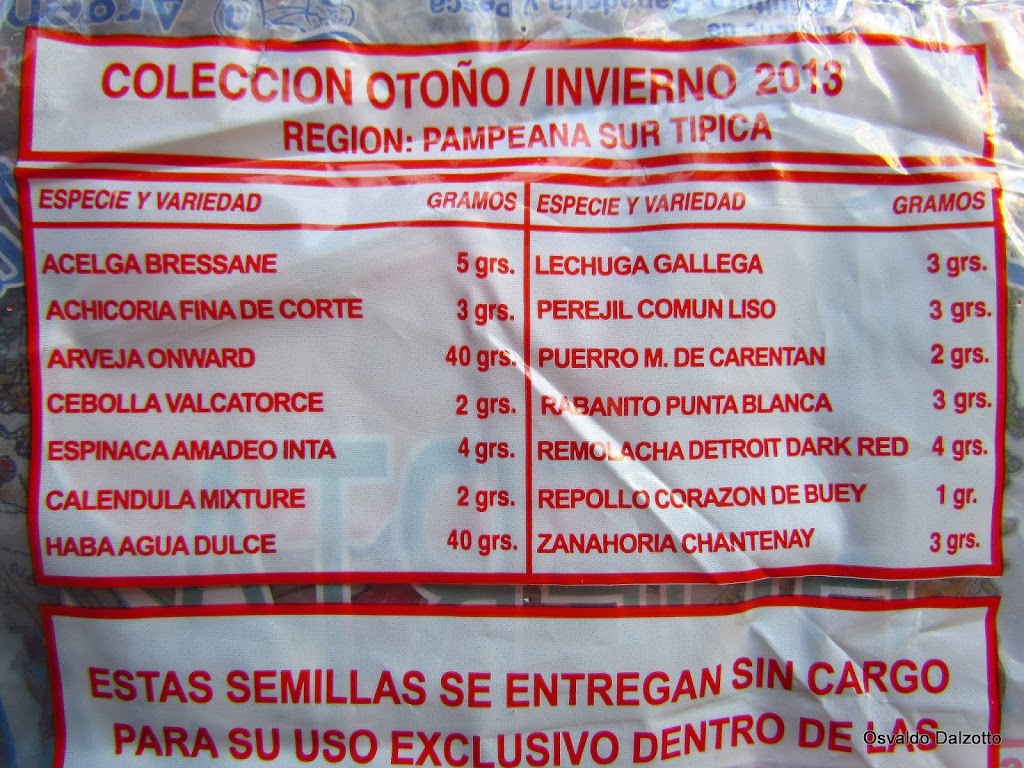 COLECCION OTOÑO / INVIERNO 2013
REGION: PAMPEANA SUR TIPICA
ESPECIE Y VARIEDAD GRAMOS ESPECIE Y VARIEDAD GRAMOS
ACELGA BRESSANE 5 grs. LECHUGA GALLEGA 3 grs.
ACHICORIA FINA DE CORTE 3 grs. PEREJIL COMUN LISO 3 grs.
ARVEJA ONWARD 40 grs. PUERRO M. DE CARENTAN 2 grs.
CEBOLLA VALCATORCE 2 grs. RABANITO PUNTA BLANCA 3 grs.
ESPINACA AMADEO INTA 4 grs. REMOLACHA DETROIT DARK RED 4 grs.
CALENDULA MIXTURE 2 grs. REPOLLO CORAZON DE BUEY 1 gr.
HABA AGUA DULCE 40 grs. ZANAHORIA CHANTENAY 3 grs.
ESTAS SEMILLAS SE ENTREGAN SIN CARGO
PARA SU USO EXCLUSIVO DENTRO DE LAS
Osvaldo Dalzotto